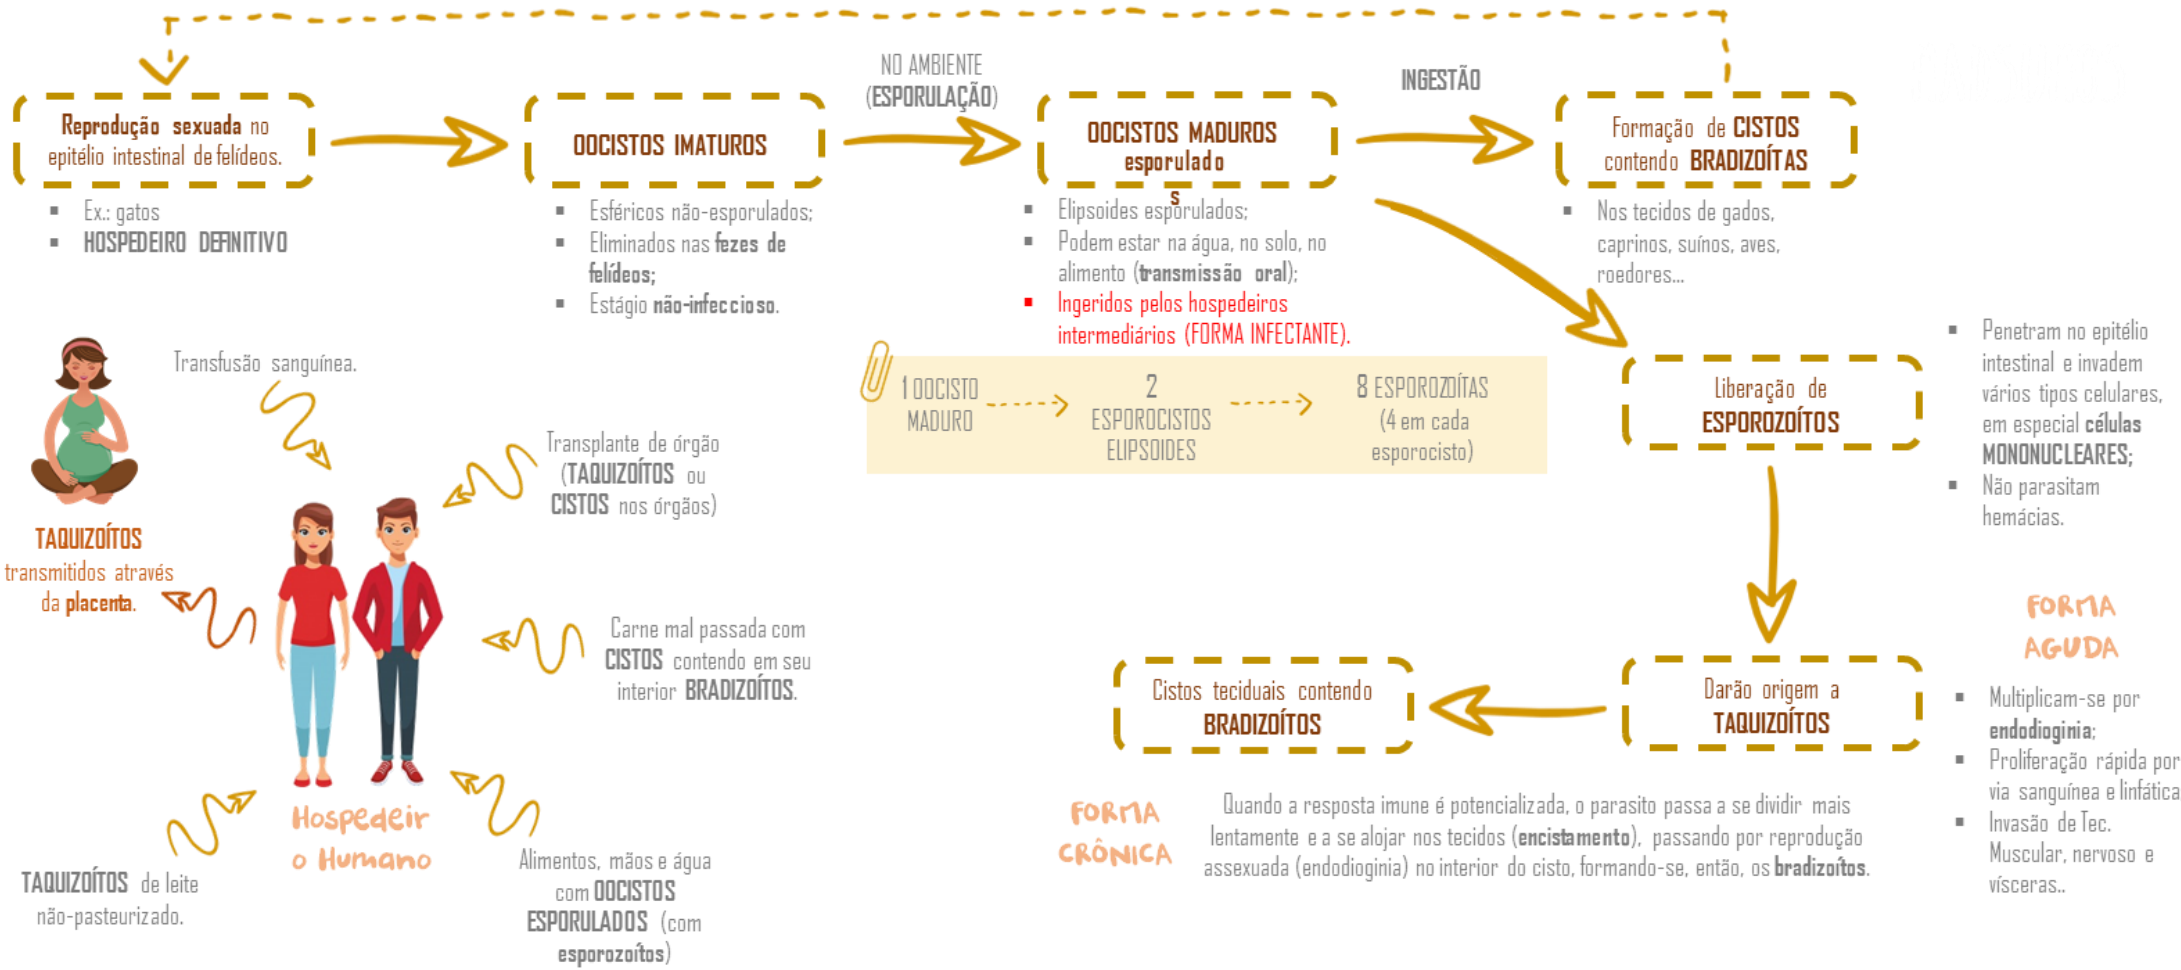 NO AMBIENTE
(ESPORULAÇÃO)
INGESTÃO
Reprodução sexuada no
epitélio intestinal de felídeos.
▪ Ex.: gatos
▪ HOSPEDEIRO DEFINITIVO
OOCISTOS IMATUROS
▪ Esféricos não-esporulados;
▪ Eliminados nas fezes de
felídeos;
▪ Estágio não-infeccioso.
OOCISTOS MADUROS
esporulado
s
▪ Elipsoides esporulados;
▪ Podem estar na água, no solo, no
alimento (transmissão oral);
▪ Ingeridos pelos hospedeiros
intermediários (FORMA INFECTANTE).
Formação de CISTOS
contendo BRADIZOÍTAS
▪ Nos tecidos de gados,
caprinos, suínos, aves,
roedores...
1 OOCISTO
MADURO
2
ESPOROCISTOS
ELIPSOIDES
8 ESPOROZOÍTAS
(4 em cada
esporocisto)
Liberação de
ESPOROZOÍTOS
▪ Penetram no epitélio
intestinal e invadem
vários tipos celulares,
em especial células
MONONUCLEARES;
▪ Não parasitam
hemácias.
Darão origem a
TAQUIZOÍTOS
FORMA
AGUDA
▪ Multiplicam-se por
endodioginia;
▪ Proliferação rápida por
via sanguínea e linfática
▪ Invasão de Tec.
Muscular, nervoso e
vísceras..
Cistos teciduais contendo
BRADIZOÍTOS
FORMA
CRÔNICA
Quando a resposta imune é potencializada, o parasito passa a se dividir mais
lentamente e a se alojar nos tecidos (encistamento), passando por reprodução
assexuada (endodioginia) no interior do cisto, formando-se, então, os bradizoítos.
Transfusão sanguínea.
Transplante de órgão
(TAQUIZOÍTOS ou
CISTOS nos órgãos)
TAQUIZOÍTOS
transmitidos através
da placenta.
Carne mal passada com
CISTOS contendo em seu
interior BRADIZOÍTOS.
Hospedeir
o Humano
TAQUIZOÍTOS de leite
não-pasteurizado.
Alimentos, mãos e água
com OOCISTOS
ESPORULADOS (com
esporozoítos)